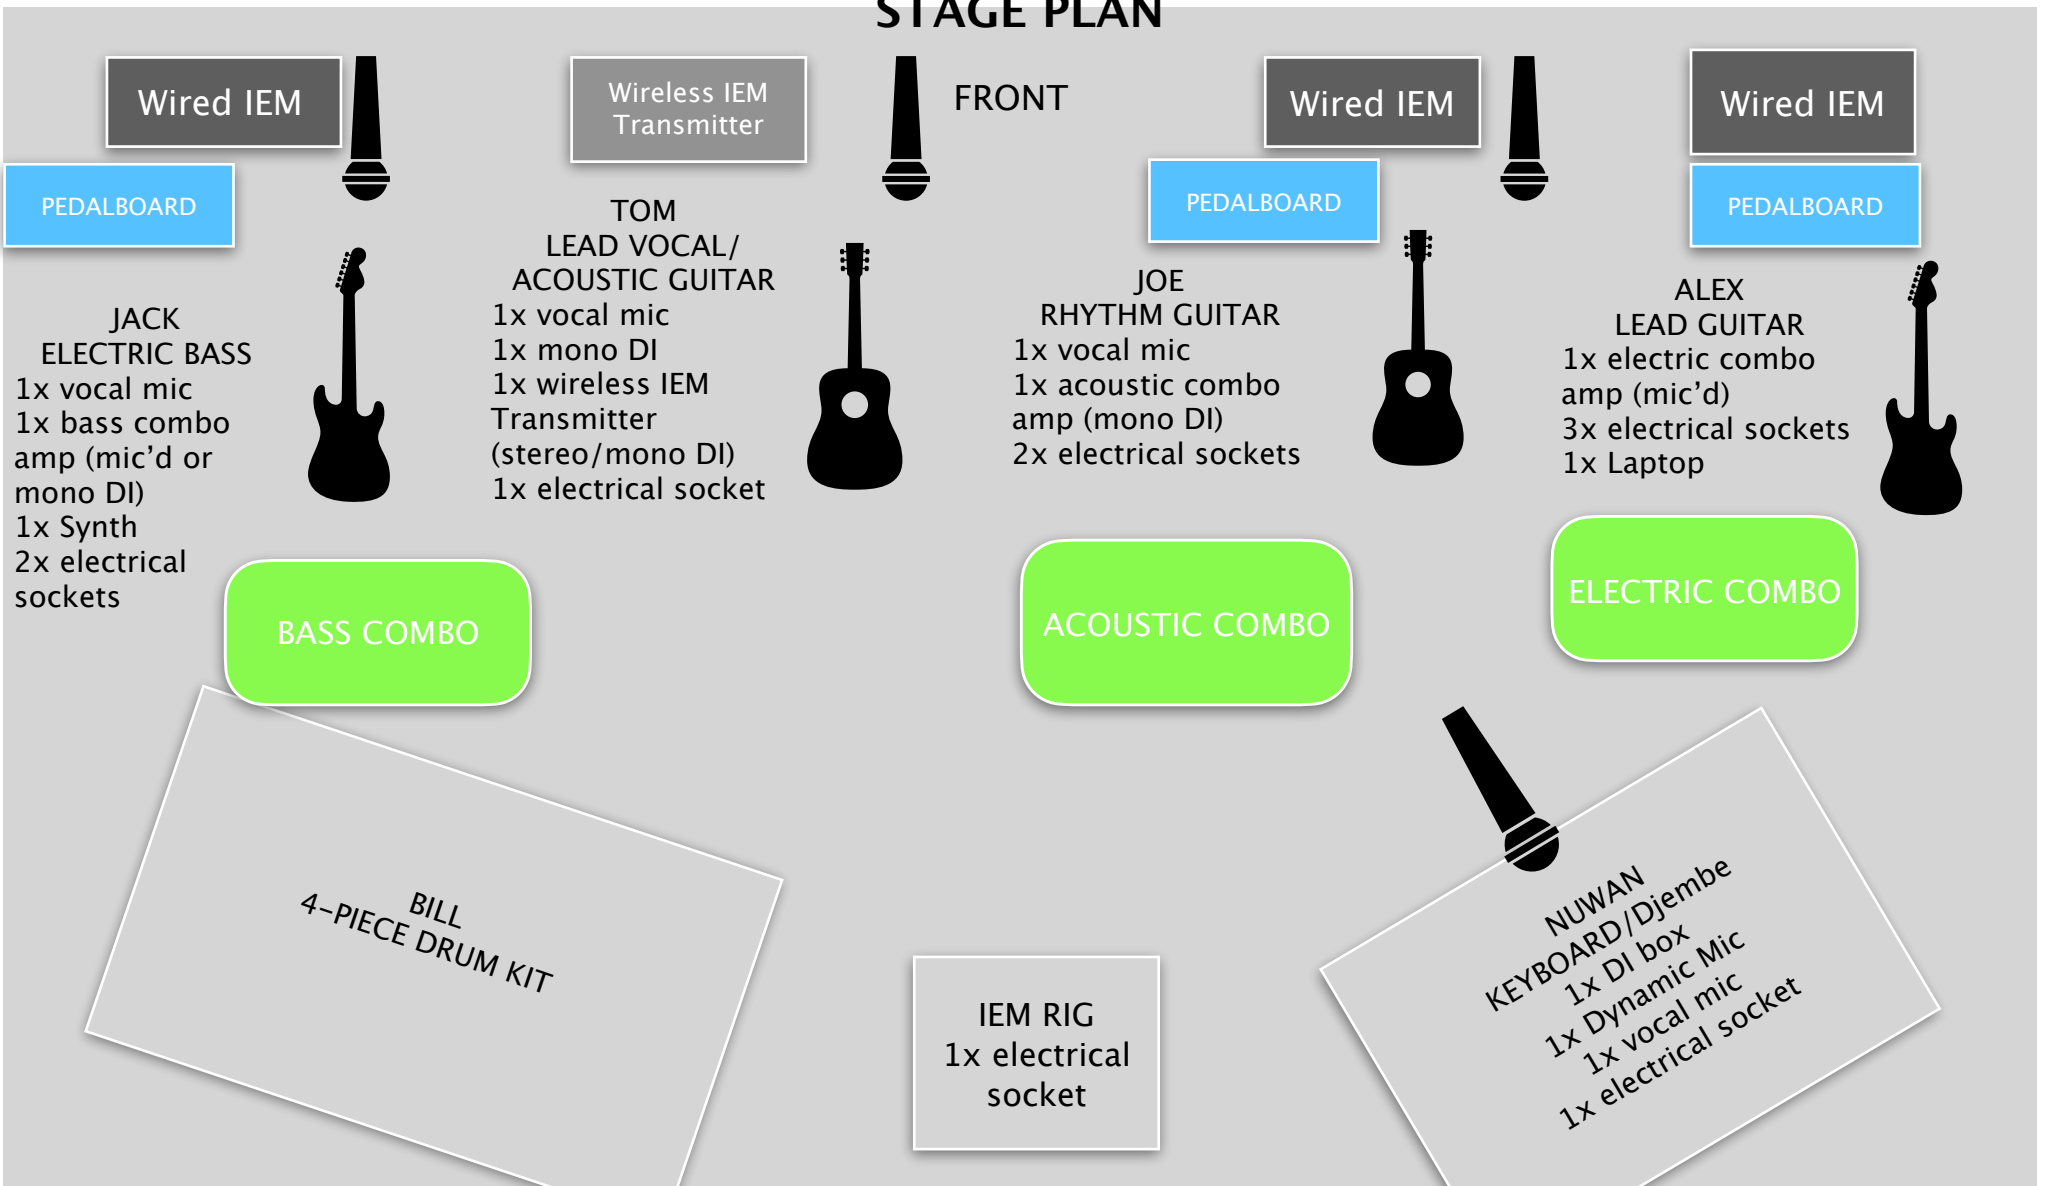 STAGE PLAN
Wired IEM
Wireless IEM
Transmitter
FRONT
Wired IEM
Wired IEM
PEDALBOARD
PEDALBOARD
PEDALBOARD
JACK
ELECTRIC BASS
1x vocal mic
1x bass combo
amp (mic’d or
mono DI)
1x Synth
2x electrical
sockets
TOM
LEAD VOCAL/
ACOUSTIC GUITAR
1x vocal mic
1x mono DI
1x wireless IEM
Transmitter
(stereo/mono DI)
1x electrical socket
JOE
RHYTHM GUITAR
1x vocal mic
1x acoustic combo
amp (mono DI)
2x electrical sockets
ALEX
LEAD GUITAR
1x electric combo
amp (mic’d)
3x electrical sockets
1x Laptop
BASS COMBO
ACOUSTIC COMBO
ELECTRIC COMBO
BILL
4-PIECE DRUM KIT
IEM RIG
1x electrical
socket
NUWAN
KEYBOARD/Djembe
1x DI box
1x Dynamic Mic
1x vocal mic
1x electrical socket